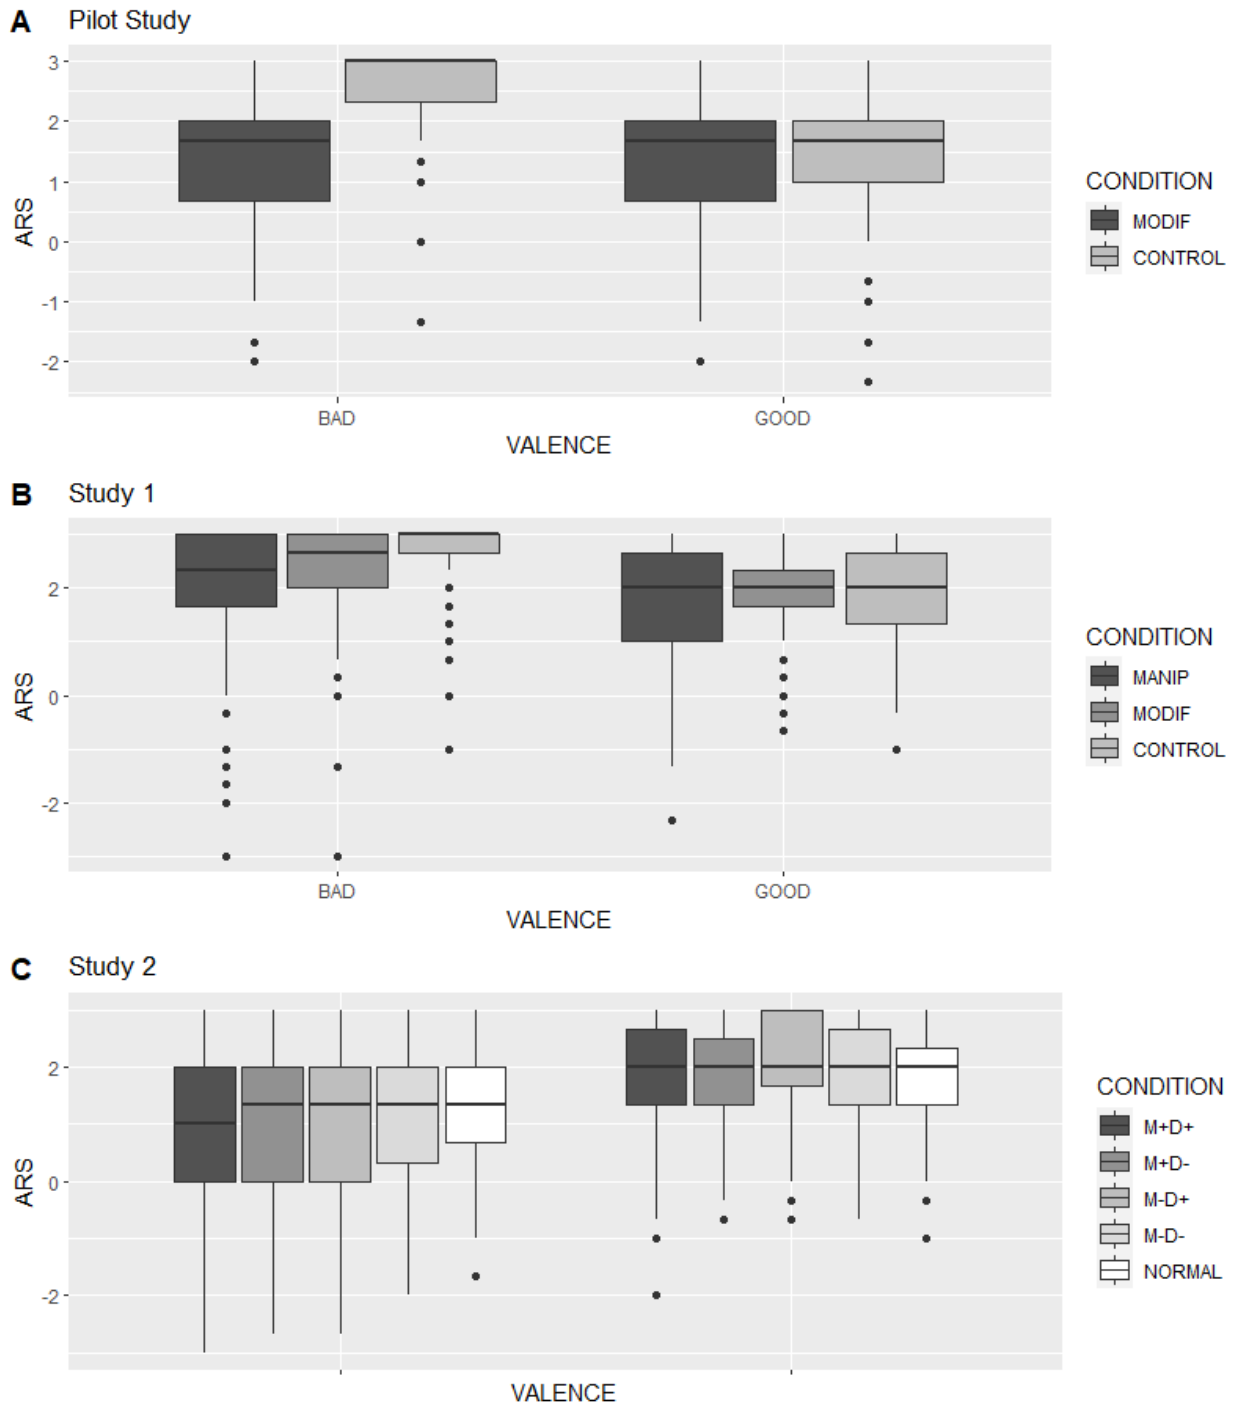 A Pilot Study
3
2
1
0
-1
-2
ARS
BAD GOOD
VALENCE
CONDITION
MODIF
CONTROL
B Study 1
2
0
-2
ARS
BAD GOOD
VALENCE
CONDITION
MANIP
MODIF
CONTROL
C Study 2
2
0
-2
ARS
VALENCE
CONDITION
M+D+
M+D-
M-D+
M-D-
NORMAL